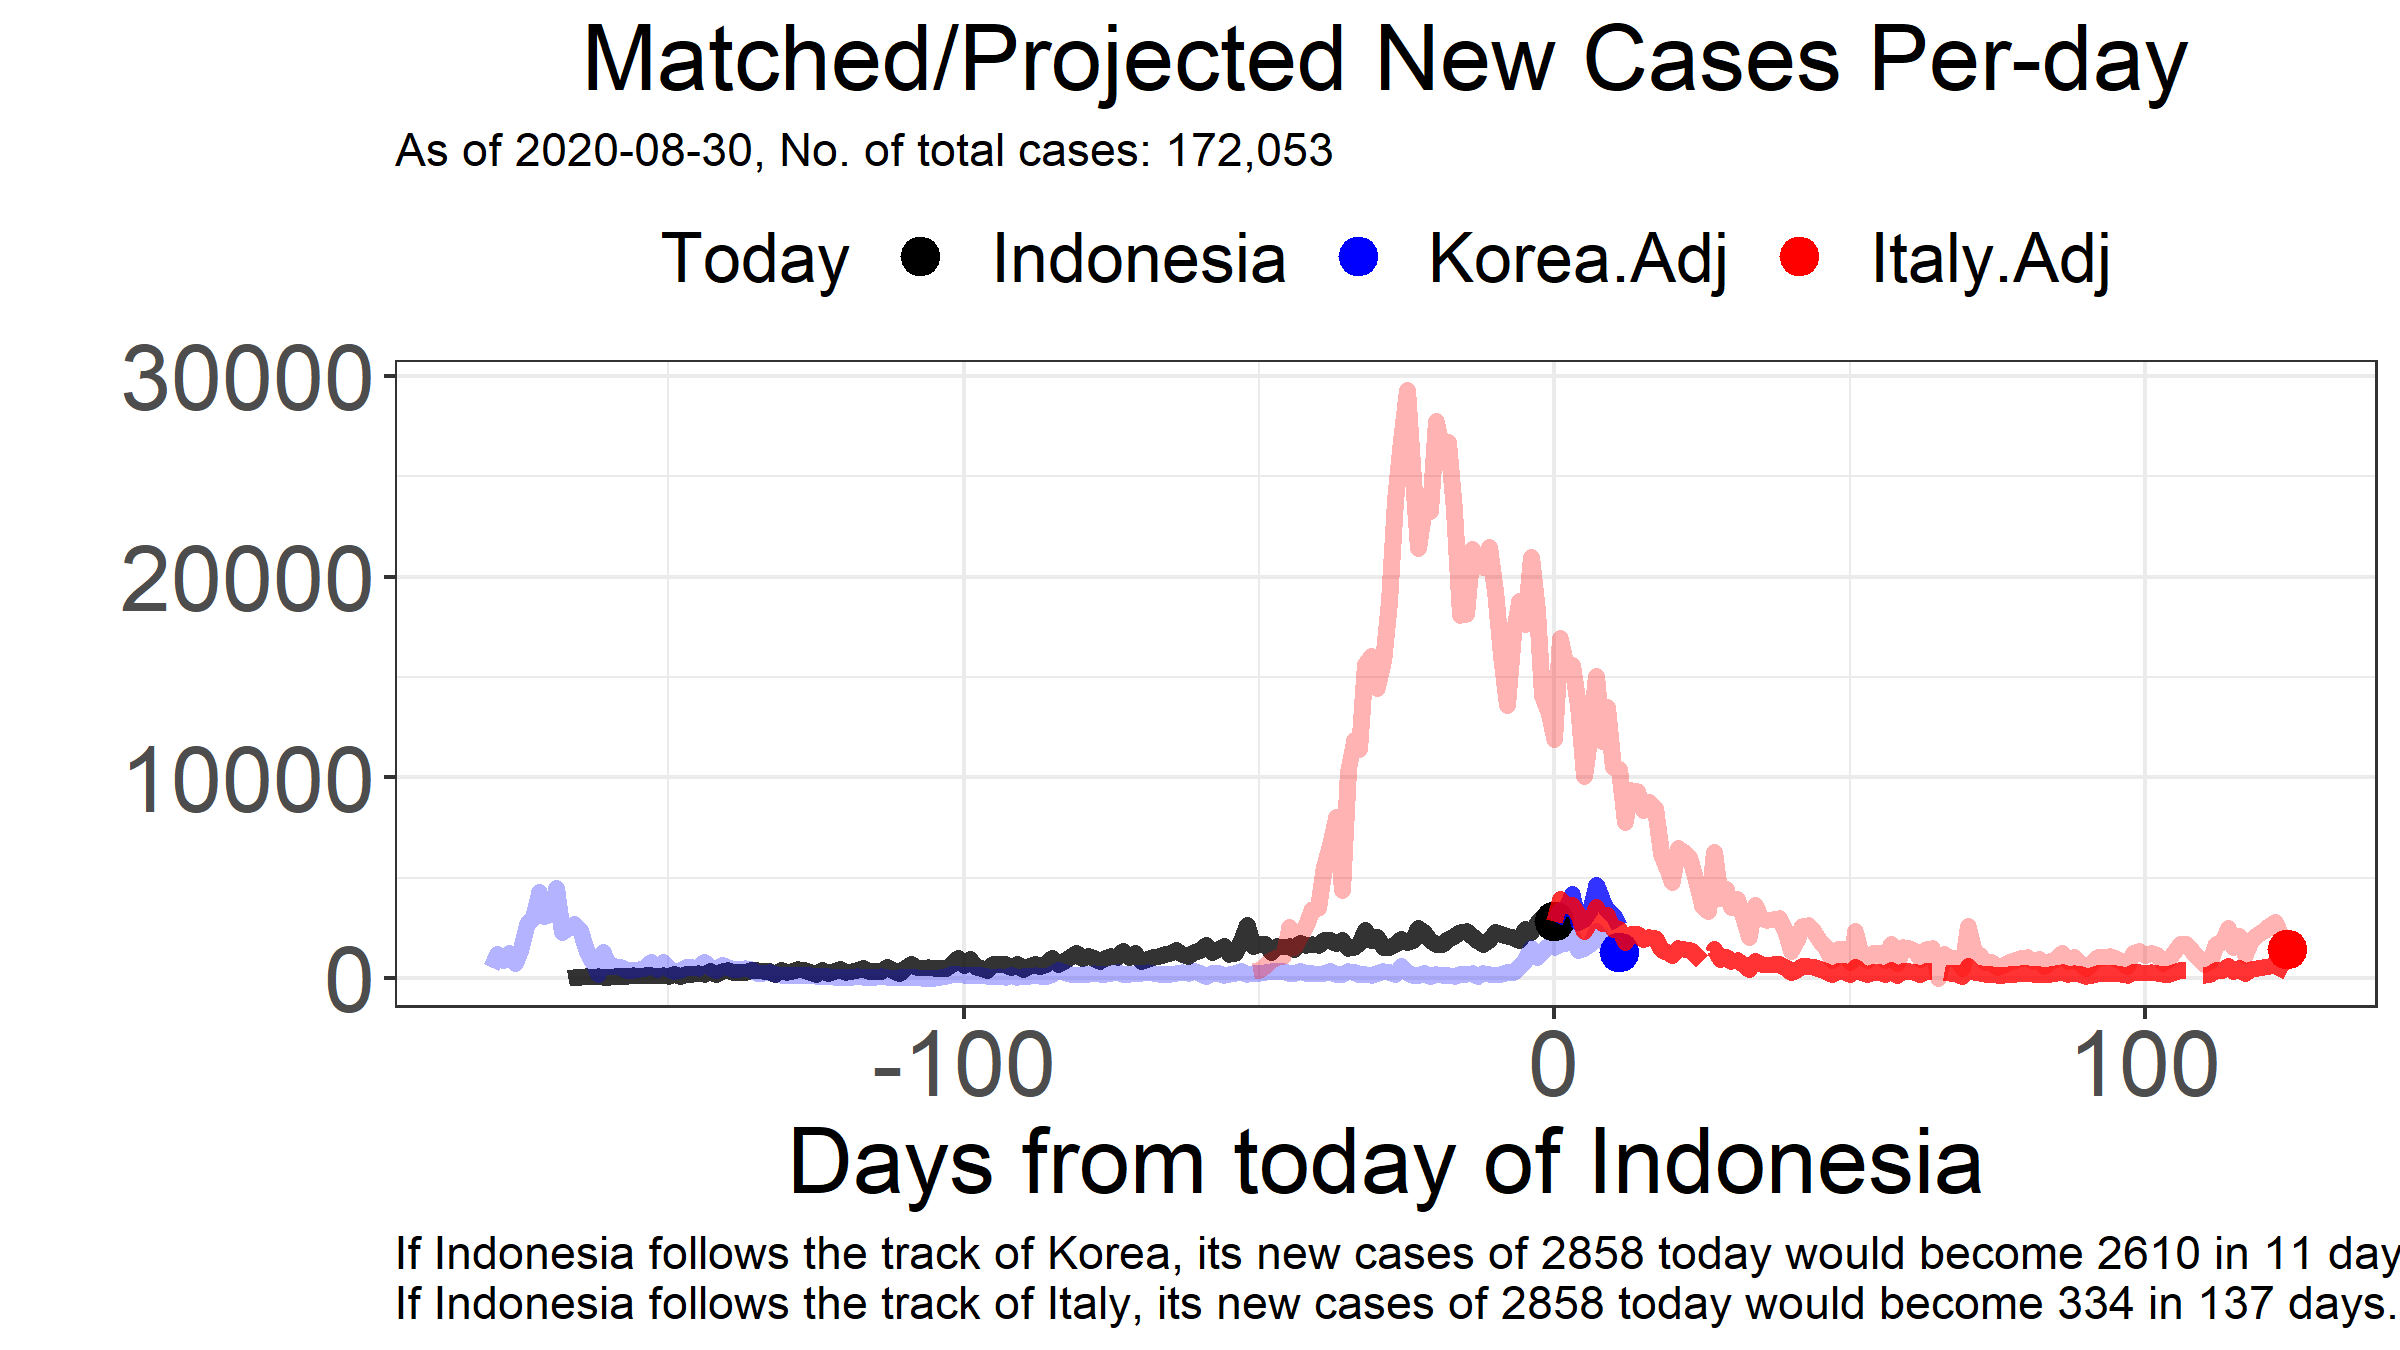 Matched/Projected New Cases Per-day
As of 2020-08-30, No. of total cases: 172,053
Today Indonesia Korea.Adj Italy.Adj
30000
20000
10000
0
-100 0 100
Days from today of Indonesia
If Indonesia follows the track of Korea, its new cases of 2858 today would become 2610 in 11 day
If Indonesia follows the track of Italy, its new cases of 2858 today would become 334 in 137 days.